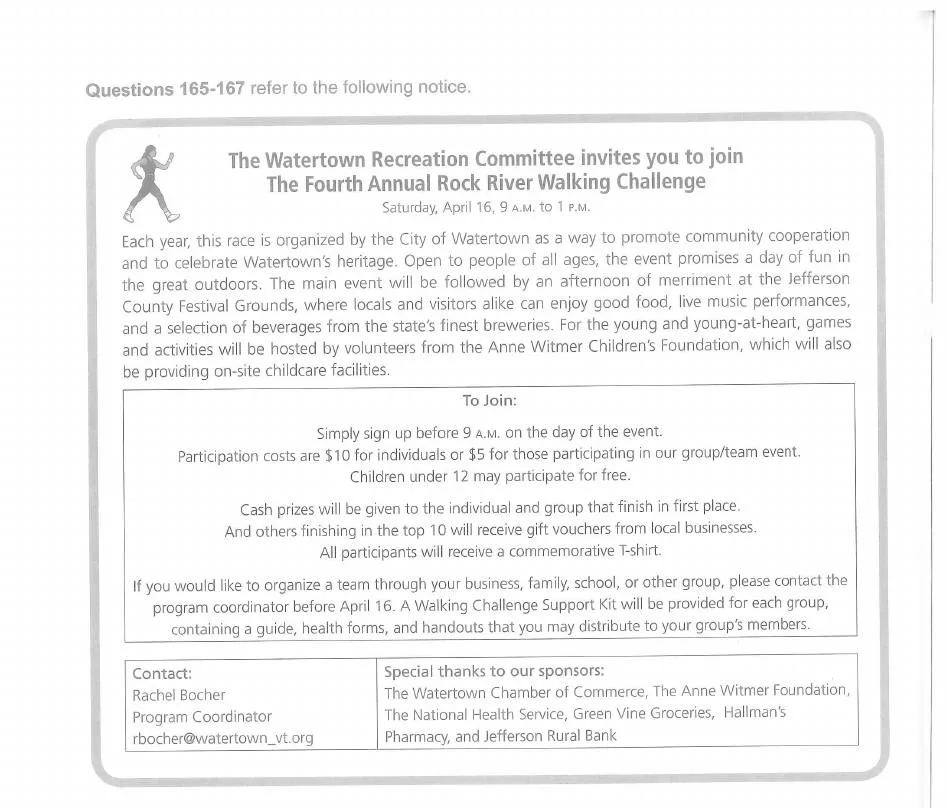 Questions 165-167 refer to the following notice.
The Watertown Recreation Committee invites you to join
The Fourth Annual Rock River Walking Challenge
Saturday, April 16, 9 A.M. to 1 P.M.
Each year, this race is organized by the City of Watertown as a way to promote community cooperation
and to celebrate Watertown's heritage. Open to people of all ages, the event promises a day of fun in
the great outdoors. The main event will be followed by an afternoon of merriment at the Jefferson
County Festival Grounds, where locals and visitors alike can enjoy good food, live music performances,
and a selection of beverages from the state's finest breweries. For the young and young-at-heart, games
and activities will be hosted by volunteers from the Anne Witmer Children's Foundation, which will also
be providing on-site childcare facilities.
To Join:
Simply sign up before 9 A.M. on the day of the event.
Participation costs are $10 for individuals or $5 for those participating in our group/team event.
Children under 12 may participate for free.
Cash prizes will be given to the individual and group that finish in first place.
And others finishing in the top 10 will receive gift vouchers from local businesses.
All participants will receive a commemorative T-shirt.
If you would like to organize a team through your business, family, school, or other group, please contact the
program coordinator before April 16. A Walking Challenge Support Kit will be provided for each group,
containing a guide, health forms, and handouts that you may distribute to your group's members.
Contact:
Rachel Bocher
Program Coordinator
rbocher@watertown_vt.org
Special thanks to our sponsors:
The Watertown Chamber of Commerce, The Anne Witmer Foundation,
The National Health Service, Green Vine Groceries, Hallman's
Pharmacy, and Jefferson Rural Bank